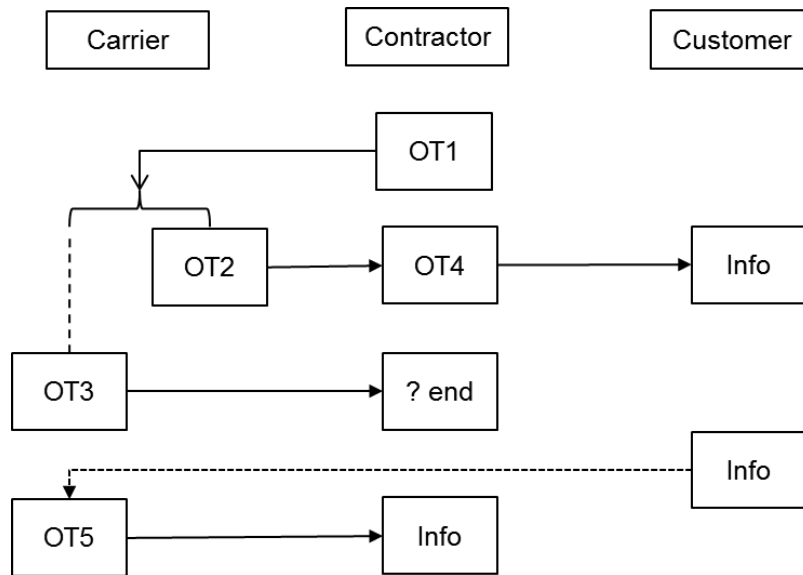 Carrier
Contractor
Customer
OT1
OT2
OT4
Info
OT3
? end
Info
OT5
Info